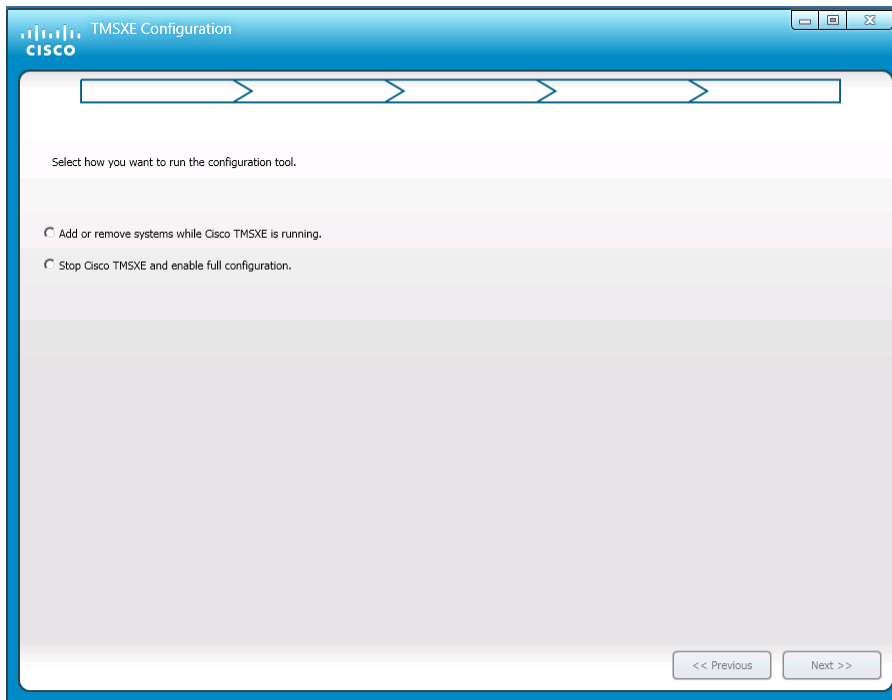 TMSXE Configuration
CISCO
Select how you want to run the configuration tool.
Add or remove systems while Cisco TMSXE is running.
Stop Cisco TMSXE and enable full configuration.
<< Previous
Next >>